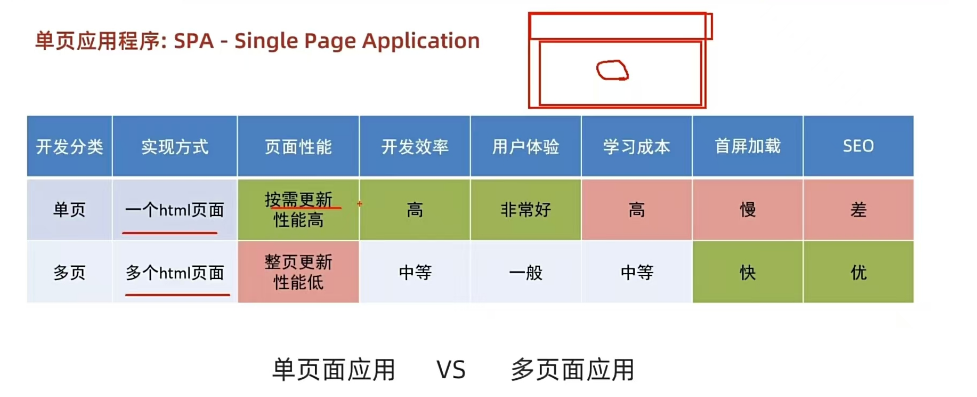 单页应用程序: SPA - Single Page Application
开发分类 实现方式 页面性能 开发效率 用户体验 学习成本 首屏加载 SEO
单页 一个html页面 按需更新 性能高 高 非常好 高 慢 差
多页 多个html页面 整页更新 性能低 中等 一般 中等 快 优
单页面应用 VS 多页面应用